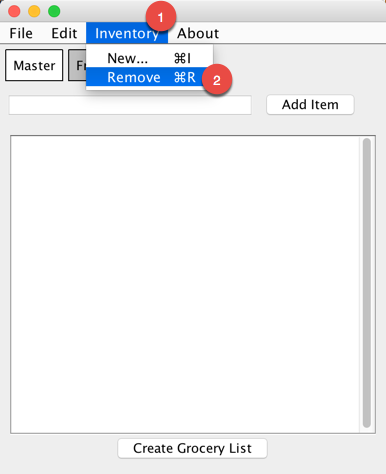 1
File Edit Inventory About
New... ⌘I
Master Fr
Remove ⌘R 2
Add Item
Create Grocery List